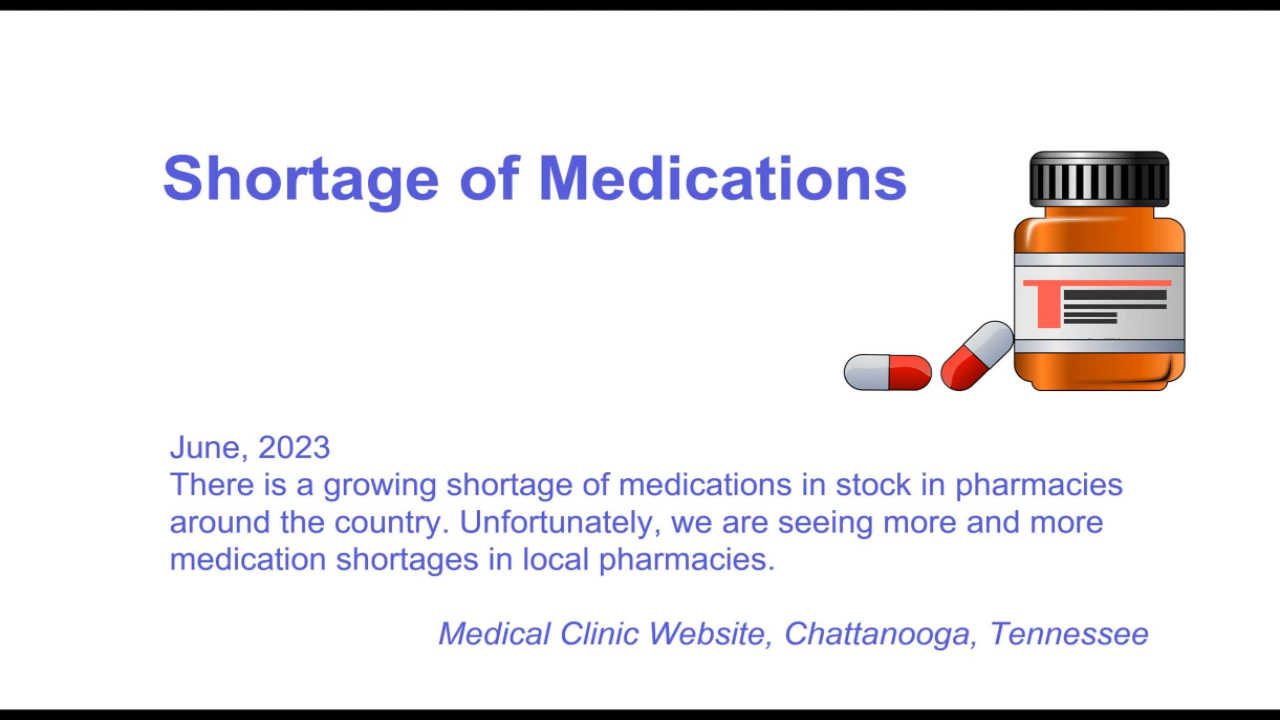 Shortage of Medications
June, 2023
There is a growing shortage of medications in stock in pharmacies
around the country. Unfortunately, we are seeing more and more
medication shortages in local pharmacies.
Medical Clinic Website, Chattanooga, Tennessee